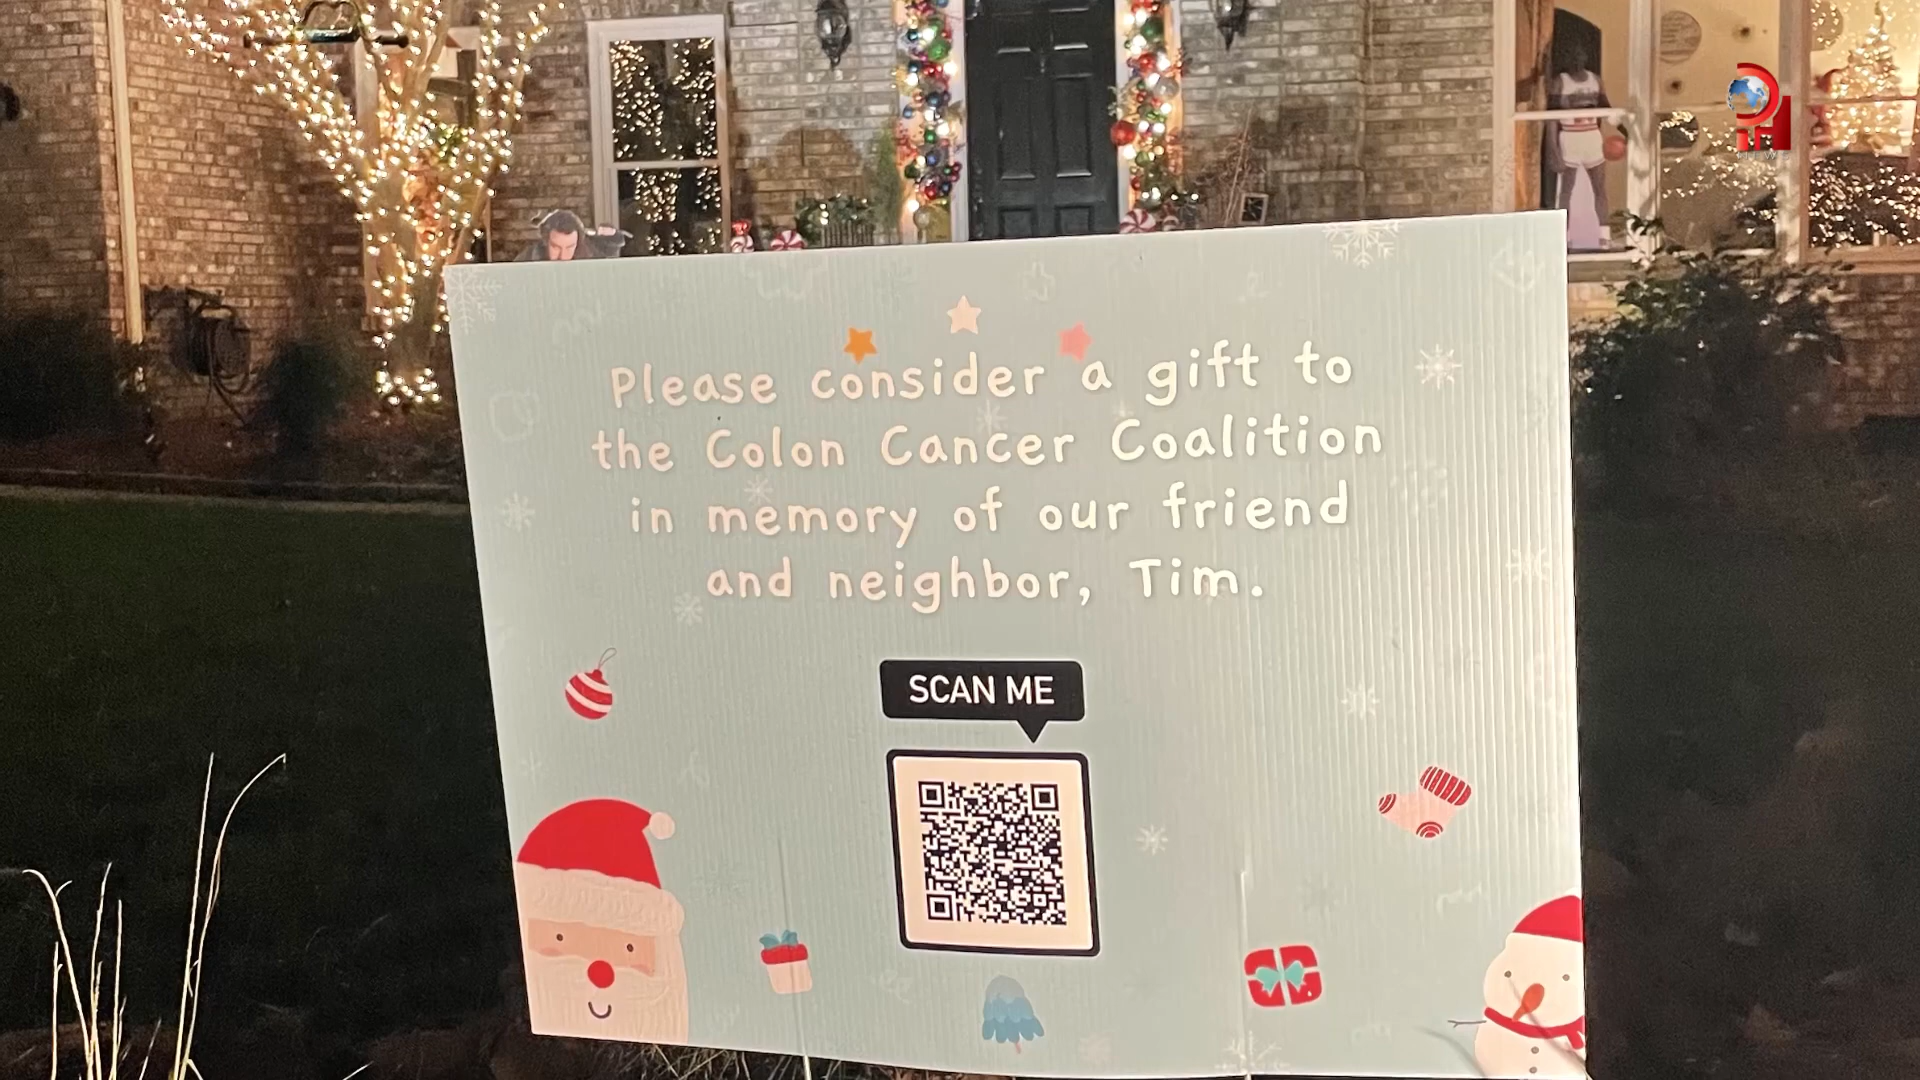 Please consider a gift to
the Colon Cancer Coalition
in memory of our friend
and neighbor, Tim.
SCAN ME